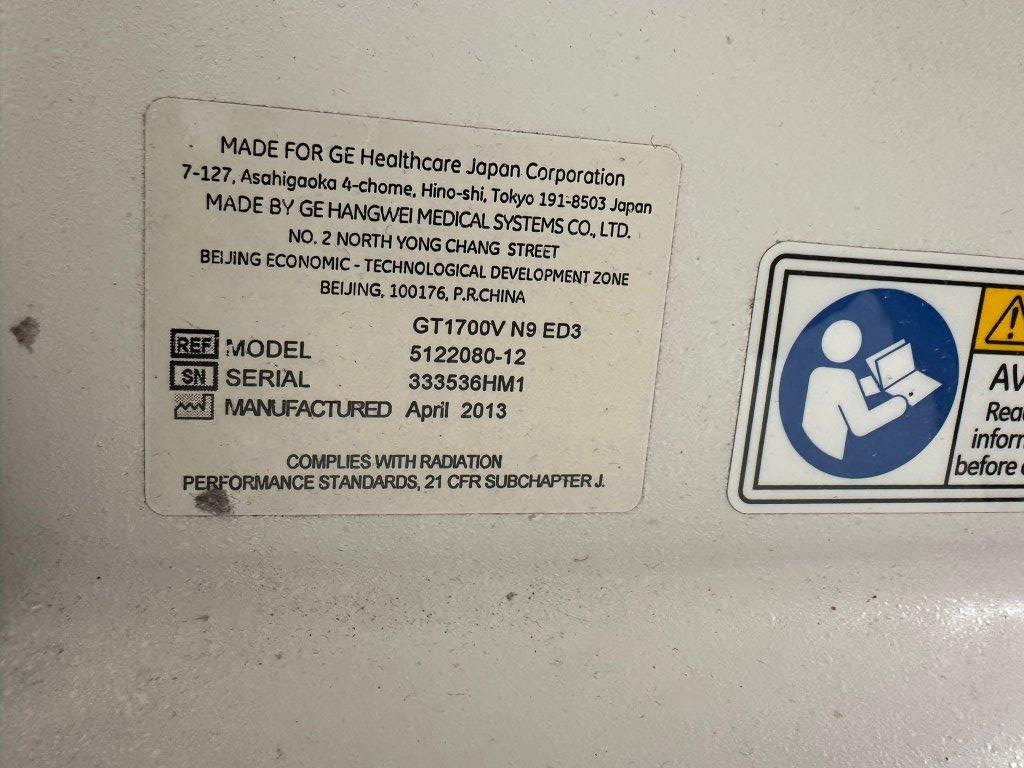 MADE FOR GE Healthcare Japan Corporation
7-127, Asahigaoka 4-chome, Hino-shi, Tokyo 191-8503 Japan
MADE BY GE HANGWEI MEDICAL SYSTEMS CO., LTD.
NO. 2 NORTH YONG CHANG STREET
BEIJING ECONOMIC - TECHNOLOGICAL DEVELOPMENT ZONE
BEIJING, 100176, P.R.CHINA
GT1700V N9 ED3
REF MODEL 5122080-12
SN SERIAL 333536HM1
MANUFACTURED April 2013
COMPLIES WITH RADIATION
PERFORMANCE STANDARDS, 21 CFR SUBCHAPTER J.
before